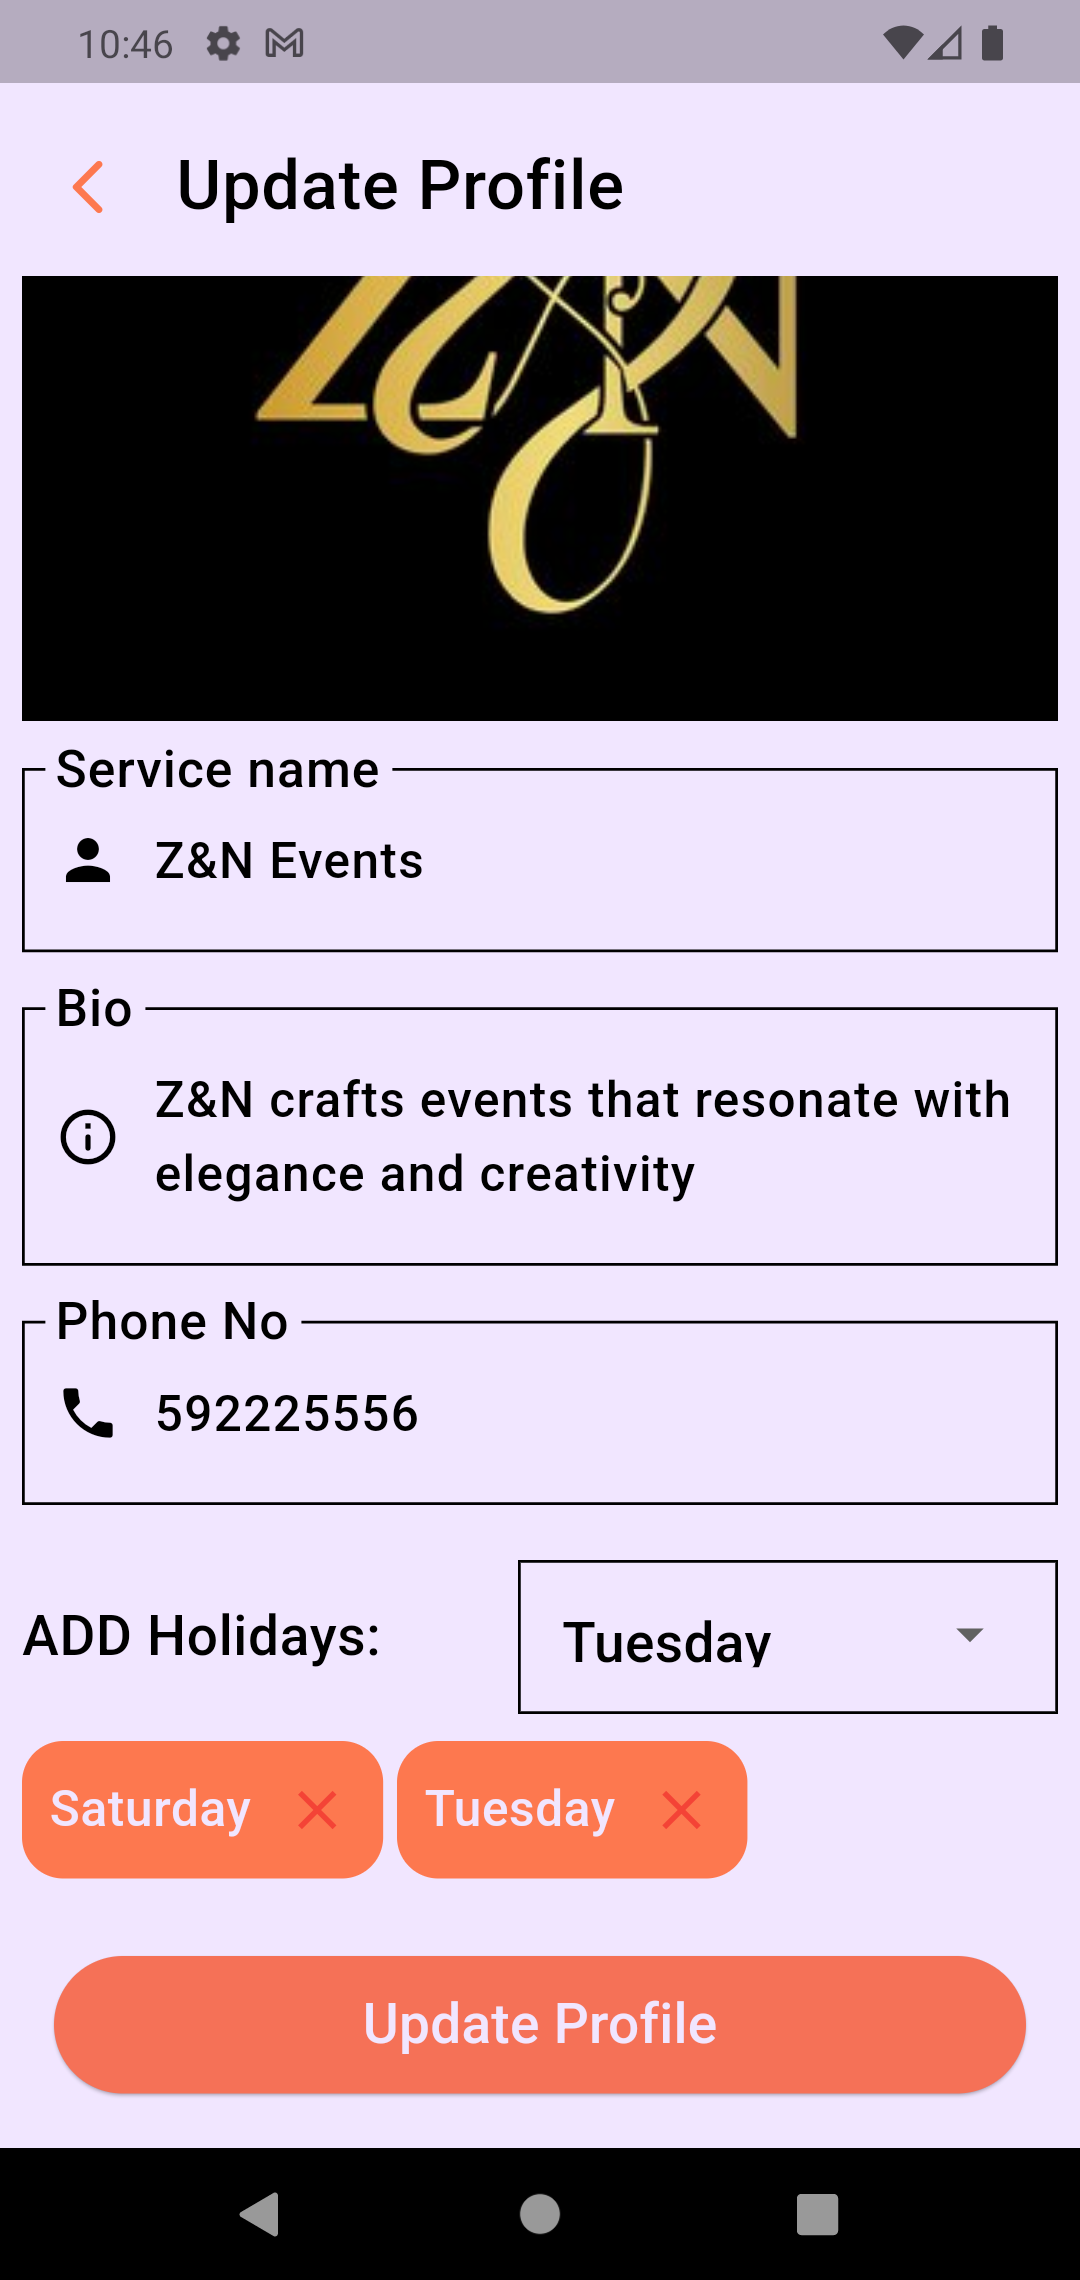 10:46
Update Profile
Z&N
Service name
Z&N Events
Bio
Z&N crafts events that resonate with
elegance and creativity
Phone No
592225556
ADD Holidays:
Tuesday
Saturday
Tuesday
Update Profile